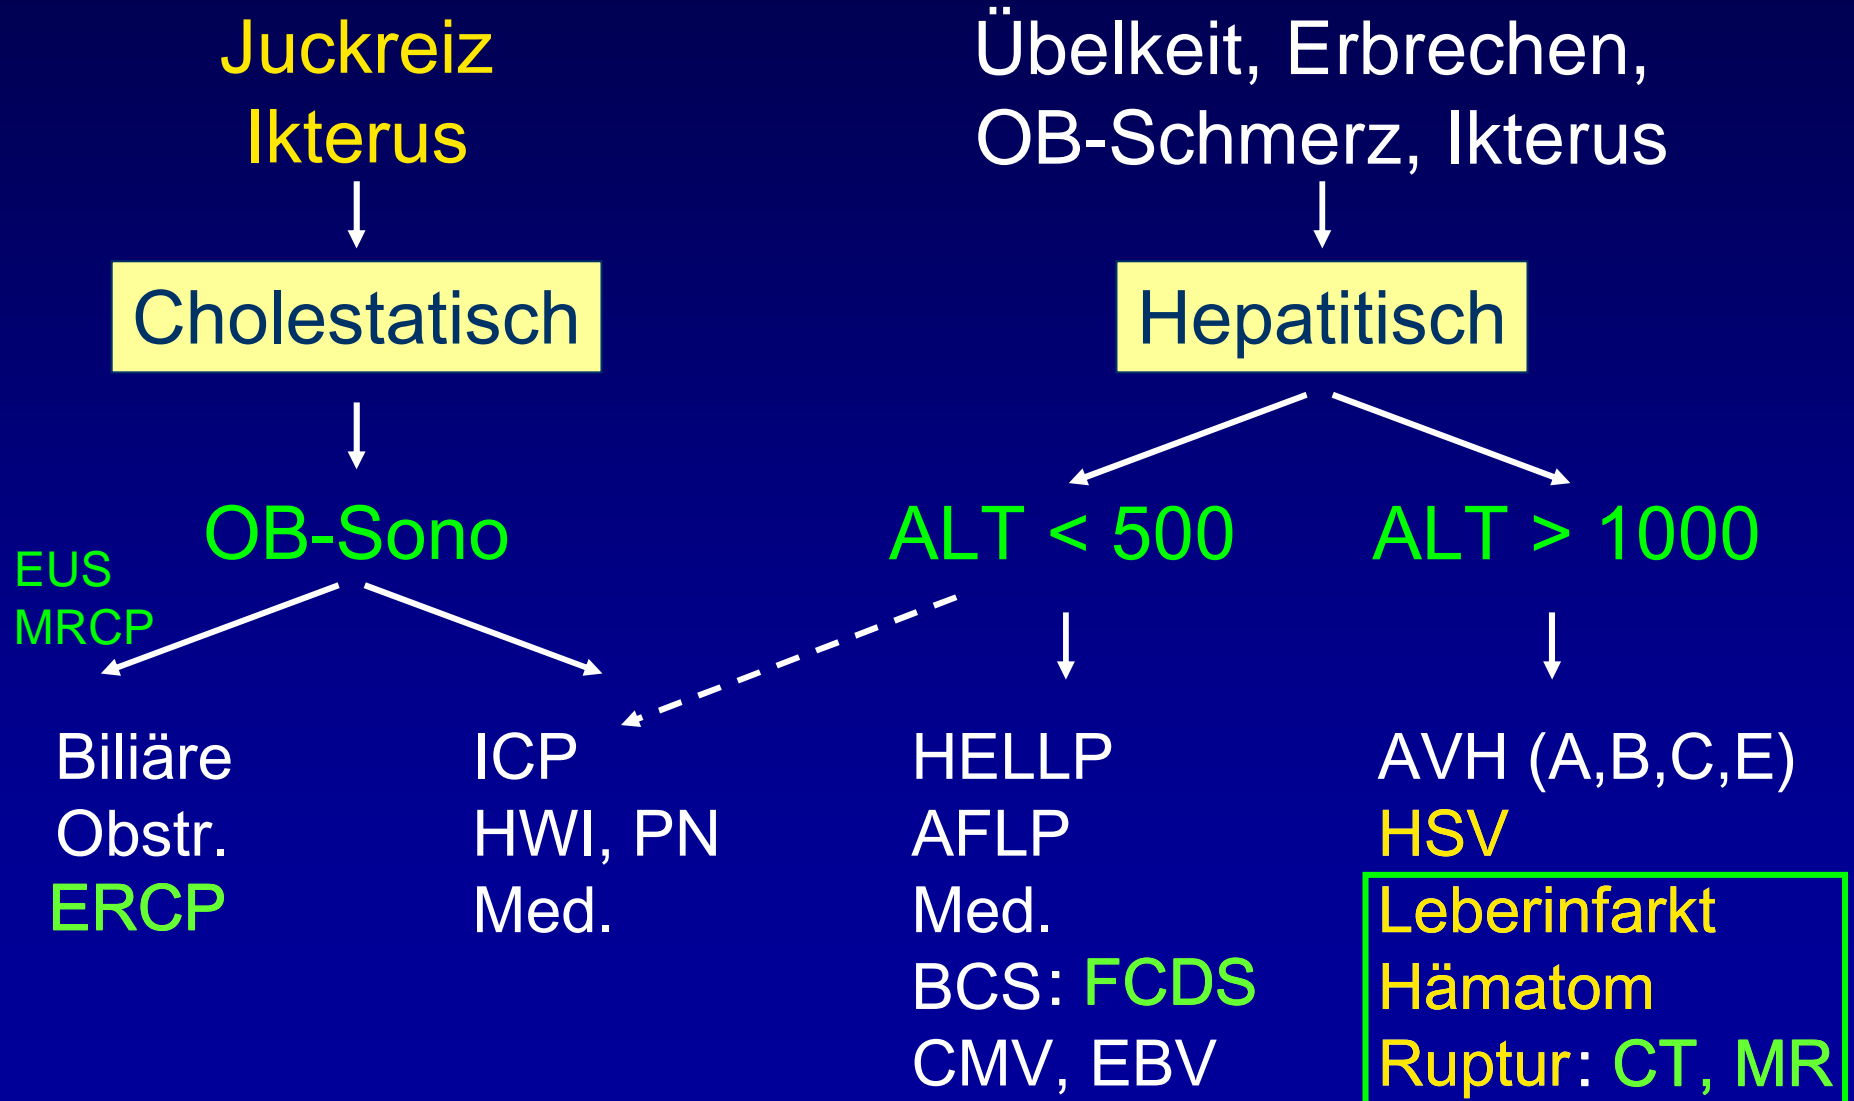 Juckreiz
Ikterus
Übelkeit, Erbrechen,
OB-Schmerz, Ikterus
Cholestatisch
Hepatitisch
OB-Sono
EUS
MRCP
ALT < 500
ALT > 1000
Biliäre
Obstr.
ERCP
ICP
HWI, PN
Med.
HELLP
AFLP
Med.
BCS: FCDS
CMV, EBV
AVH (A,B,C,E)
HSV
Leberinfarkt
Hämatom
Ruptur: CT, MR